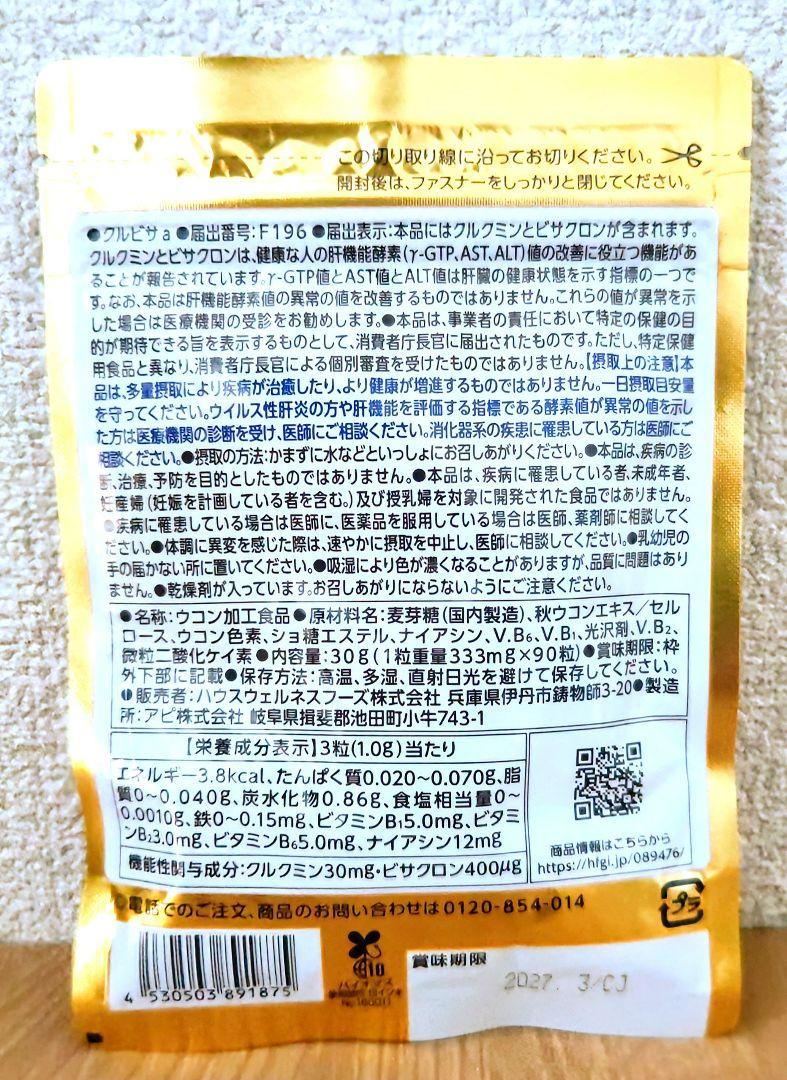 この切り取り線に沿ってお切りください。
開封後は、ファスナーをしっかりと閉じてください。
●クルビサa●届出番号:F196●届出表示:本品にはクルクミンとビサクロンが含まれます。
クルクミンとビサクロンは、健康な人の肝機能酵素(γ-GTP、AST、ALT)値の改善に役立つ機能があ
ることが報告されています。γ-GTP値とAST値とALT値は肝臓の健康状態を示す指標の一つで
す。なお、本品は肝機能酵素値の異常の値を改善するものではありません。これらの値が異常を示
した場合は医療機関の受診をお勧めします。●本品は、事業者の責任において特定の保健の目
的が期待できる旨を表示するものとして、消費者庁長官に届出されたものです。ただし、特定保健
用食品と異なり、消費者庁長官による個別審査を受けたものではありません。【摂取上の注意】本
品は、多量摂取により疾病が治癒したり、より健康が増進するものではありません。一日摂取目安量
を守ってください。ウイルス性肝炎の方や肝機能を評価する指標である酵素値が異常の値を示し
た方は医療機関の診断を受け、医師にご相談ください。消化器系の疾患に罹患している方は医師にご
相談ください。●摂取の方法:かまずに水などといっしょにお召しあがりください。●本品は、疾病の診
断、治療、予防を目的としたものではありません。●本品は、疾病に罹患している者、未成年者、
妊産婦(妊娠を計画している者を含む。)及び授乳婦を対象に開発された食品ではありません。
●疾病に罹患している場合は医師に、医薬品を服用している場合は医師、薬剤師に相談してく
ださい。●体調に異変を感じた際は、速やかに摂取を中止し、医師に相談してください。●乳幼児の
手の届かない所に置いてください。●吸湿により色が濃くなることがありますが、品質に問題はあり
ません。●乾燥剤が入っています。お召しあがりにならないようにご注意ください。
●名称:ウコン加工食品●原材料名:麦芽糖(国内製造)、秋ウコンエキス/セル
ロース、ウコン色素、ショ糖エステル、ナイアシン、V.B₆、V.B₁、光沢剤、V.B₂、
微粒二酸化ケイ素●内容量:30g(1粒重量333mg×90粒)●賞味期限:枠
外下部に記載●保存方法:高温、多湿、直射日光を避けて保存してください。
●販売者:ハウスウェルネスフーズ株式会社 兵庫県伊丹市鋳物師3-20●製造
所:アピ株式会社 岐阜県揖斐郡池田町小牛743-1
【栄養成分表示】3粒(1.0g)当たり
エネルギー3.8kcal、たんぱく質0.020~0.070g、脂
質0~0.040g、炭水化物0.86g、食塩相当量0~
0.0010g、鉄0~0.15mg、ビタミンB₁5.0mg、ビタミ
ンB₂3.0mg、ビタミンB₆5.0mg、ナイアシン12mg
機能性関与成分:クルクミン30mg・ビサクロン400μg
商品情報はこちらから
https://hfgi.jp/089476/
電話でのご注文、商品のお問い合わせは0120-854-014
プラ
4 530503 891875
10
バイオマス
賞味期限
2027. 3/CJ